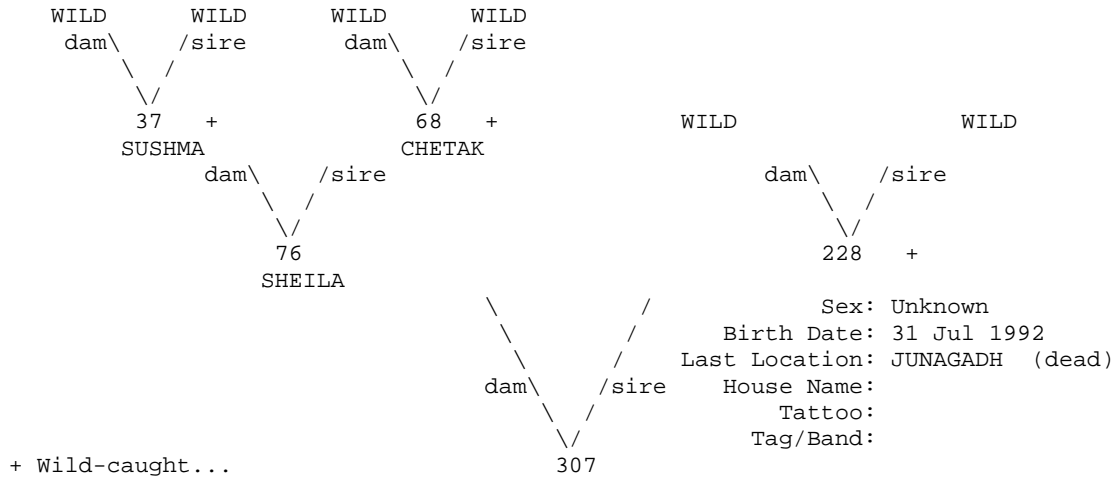 WILD WILD WILD WILD
dam\ /sire dam\ /sire
\ / \ /
\/ \/
37 + 68 + WILD WILD
SUSHMA CHETAK
dam\ /sire dam\ /sire
\ / \ /
\/ \/
76 228 +
SHEILA
\ / Sex: Unknown
\ / Birth Date: 31 Jul 1992
\ / Last Location: JUNAGADH (dead)
dam\ /sire House Name:
\ / Tattoo:
\/ Tag/Band:
+ Wild-caught... 307